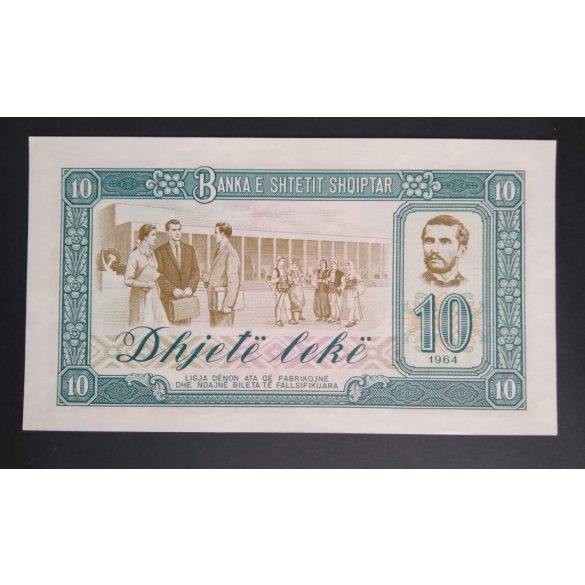 10
BANKA E SHTETIT SHQIPTAR
10
10
1964
Dhjetë lekë
LIGJA DËNON ATA QË FABRIKOJNË
DHE NDAJNË BILETA TË FALLSIFIKUARA
10
10